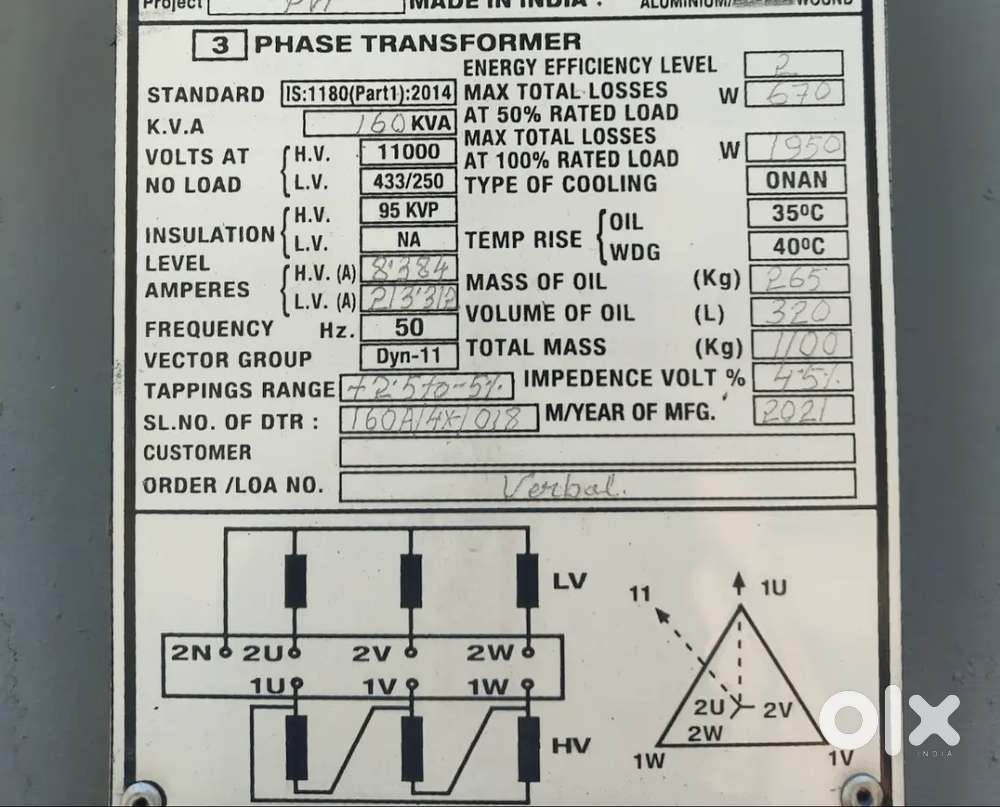 Project PVT MADE IN INDIA : ALUMINIUM/ WOUND
3 PHASE TRANSFORMER
STANDARD IS:1180(Part1):2014
K.V.A 160 KVA
VOLTS AT NO LOAD H.V. 11000
L.V. 433/250
INSULATION LEVEL H.V. 95 KVP
L.V. NA
AMPERES H.V. (A) 8.384
L.V. (A) 213.312
FREQUENCY Hz. 50
VECTOR GROUP Dyn-11
TAPPINGS RANGE +2.5 to -5%
SL.NO. OF DTR :
CUSTOMER
ORDER /LOA NO. Verbal.
ENERGY EFFICIENCY LEVEL 2
MAX TOTAL LOSSES AT 50% RATED LOAD W 670
MAX TOTAL LOSSES AT 100% RATED LOAD W 1950
TYPE OF COOLING ONAN
TEMP RISE OIL 35ºC
WDG 40ºC
MASS OF OIL (Kg) 265
VOLUME OF OIL (L) 320
TOTAL MASS (Kg) 1100
IMPEDENCE VOLT % 4.5%
M/YEAR OF MFG. 2021
LV
2N 2U 2V 2W
1U 1V 1W
HV
11 1U
2U 2V
2W
1W 1V
olx
INDIA